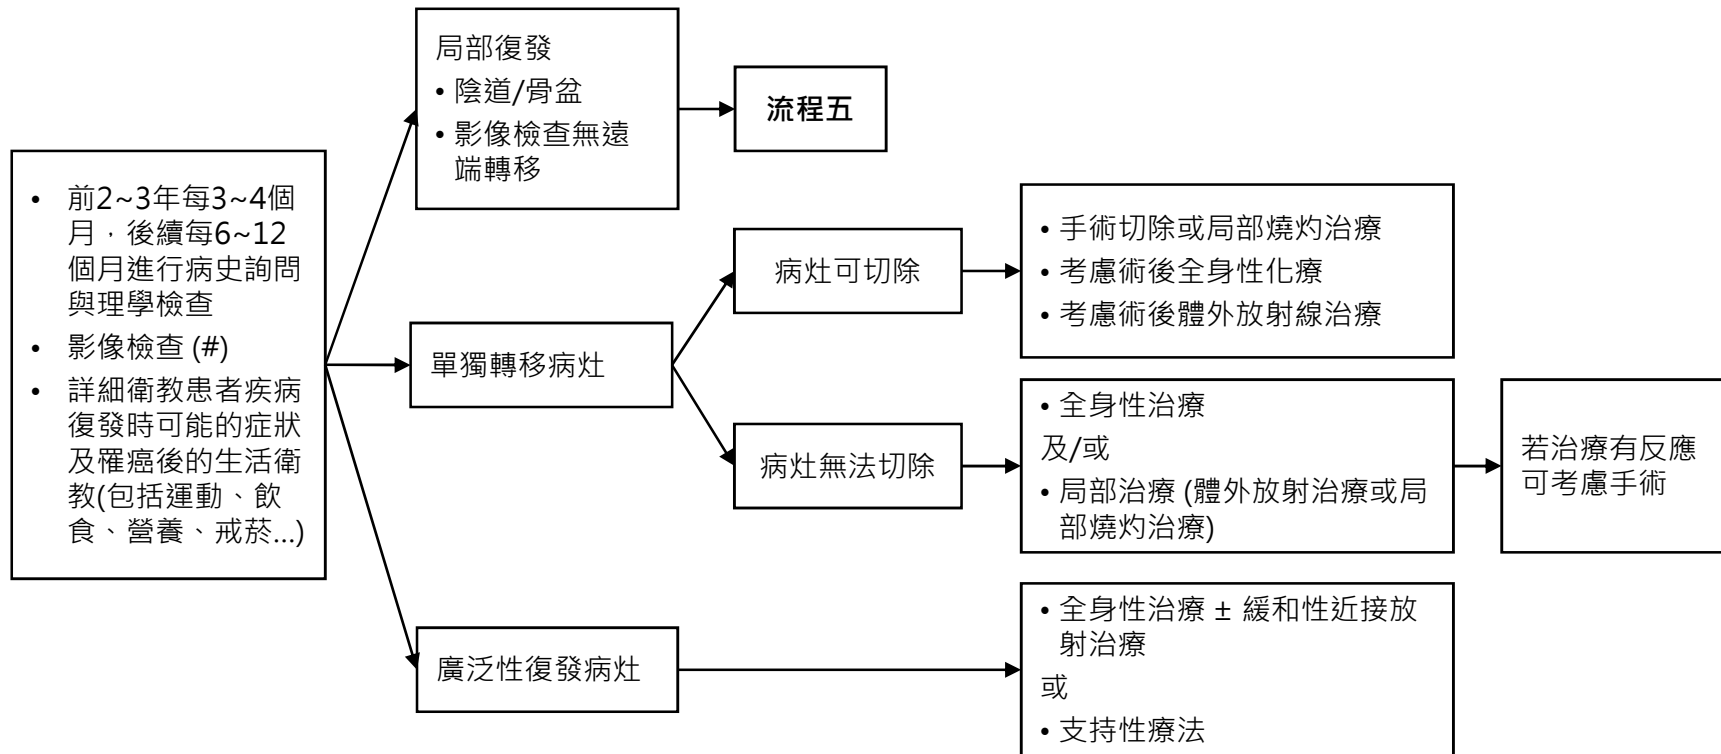 • 前2~3年每3~4個
月，後續每6~12
個月進行病史詢問
與理學檢查
• 影像檢查 (#)
• 詳細衛教患者疾病
復發時可能的症狀
及罹癌後的生活衛
教(包括運動、飲
食、營養、戒菸…)
局部復發
• 陰道/骨盆
• 影像檢查無遠
端轉移
流程五
單獨轉移病灶
病灶可切除
• 手術切除或局部燒灼治療
• 考慮術後全身性化療
• 考慮術後體外放射線治療
病灶無法切除
• 全身性治療
及/或
• 局部治療 (體外放射治療或局
部燒灼治療)
若治療有反應
可考慮手術
廣泛性復發病灶
• 全身性治療 ± 緩和性近接放
射治療
或
• 支持性療法